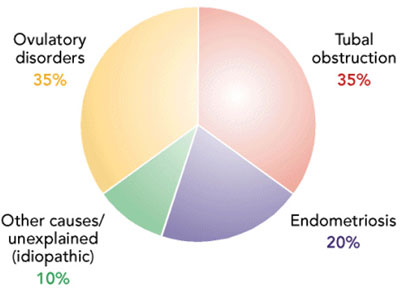 Ovulatory
disorders
35%
Tubal
obstruction
35%
Other causes/
unexplained
(idiopathic)
10%
Endometriosis
20%